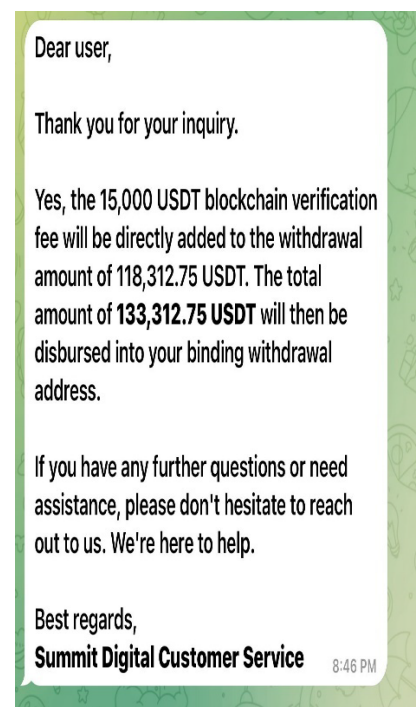 Dear user,
Thank you for your inquiry.
Yes, the 15,000 USDT blockchain verification
fee will be directly added to the withdrawal
amount of 118,312.75 USDT. The total
amount of 133,312.75 USDT will then be
disbursed into your binding withdrawal
address.
If you have any further questions or need
assistance, please don't hesitate to reach
out to us. We're here to help.
Best regards,
Summit Digital Customer Service
8:46 PM